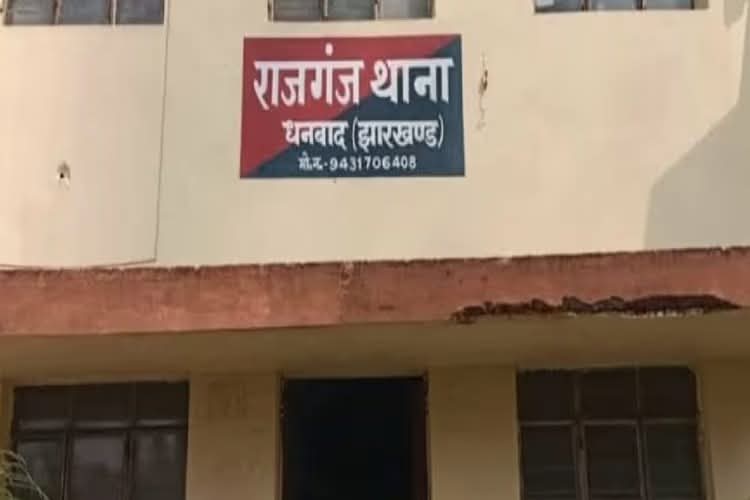 राजगंज थाना
धनबाद (झारखण्ड)
मो.न.-9431706408